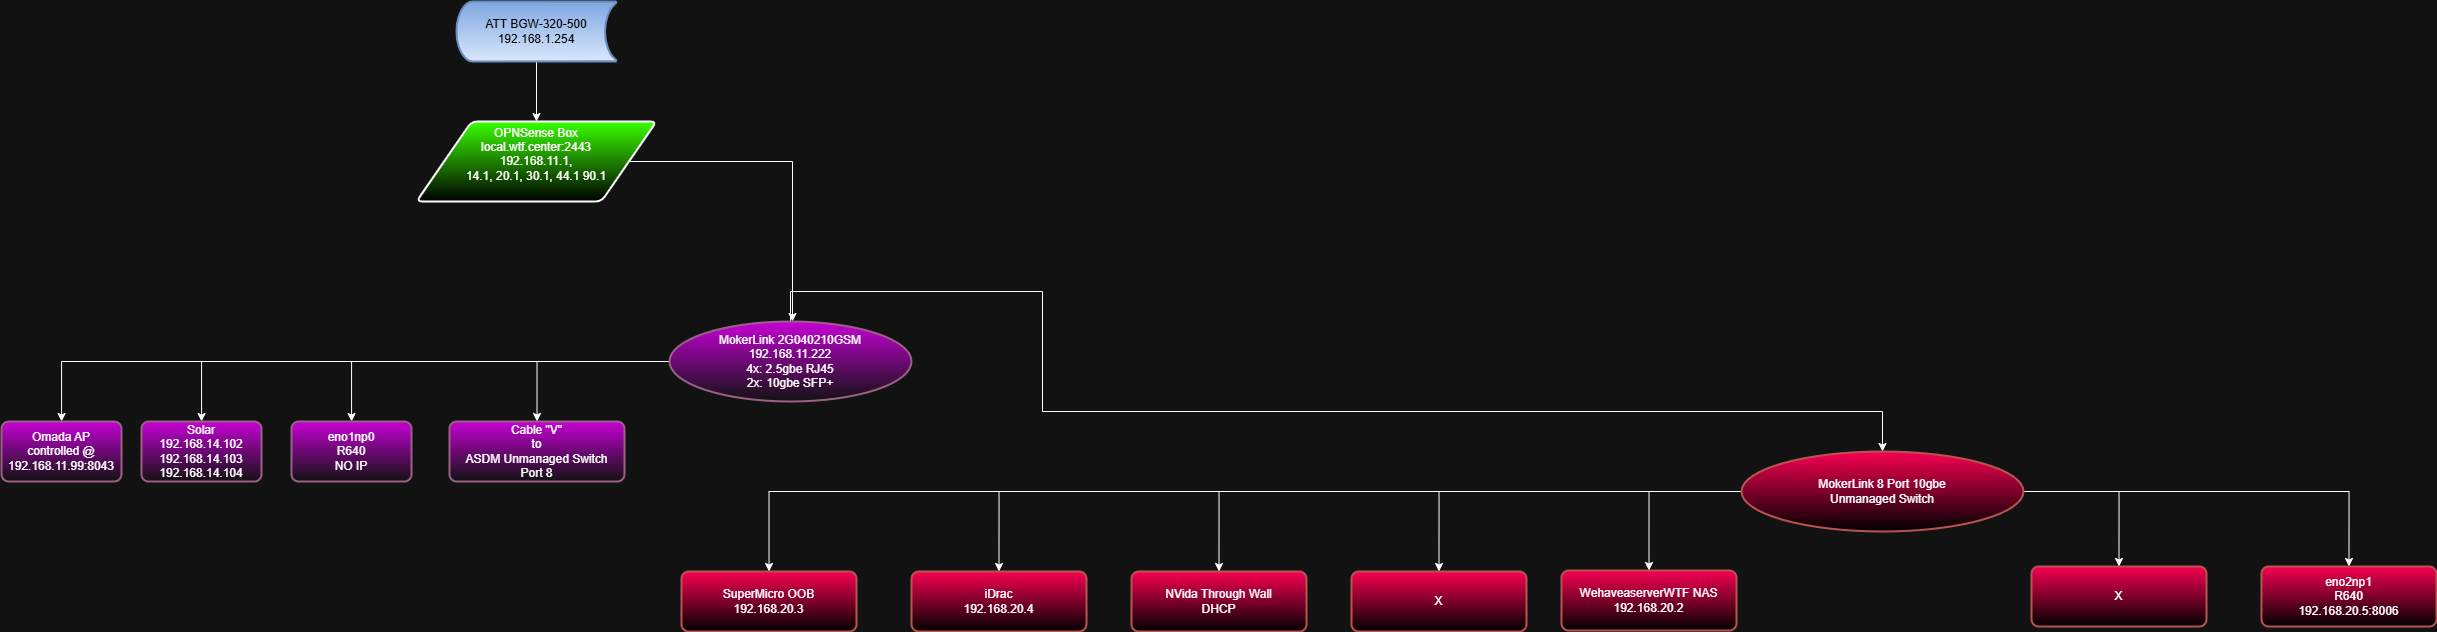 ATT BGW-320-500
192.168.1.254
OPNSense Box
local.wtf.center:2443
192.168.11.1,
14.1, 20.1, 30.1, 44.1 90.1
MokerLink 2G040210GSM
192.168.11.222
4x: 2.5gbe RJ45
2x: 10gbe SFP+
Omada AP
controlled @
192.168.11.99:8043
Solar
192.168.14.102
192.168.14.103
192.168.14.104
eno1np0
R640
NO IP
Cable "V"
to
ASDM Unmanaged Switch
Port 8
MokerLink 8 Port 10gbe
Unmanaged Switch
SuperMicro OOB
192.168.20.3
iDrac
192.168.20.4
NVida Through Wall
DHCP
X
WehaveaserverWTF NAS
192.168.20.2
X
eno2np1
R640
192.168.20.5:8006